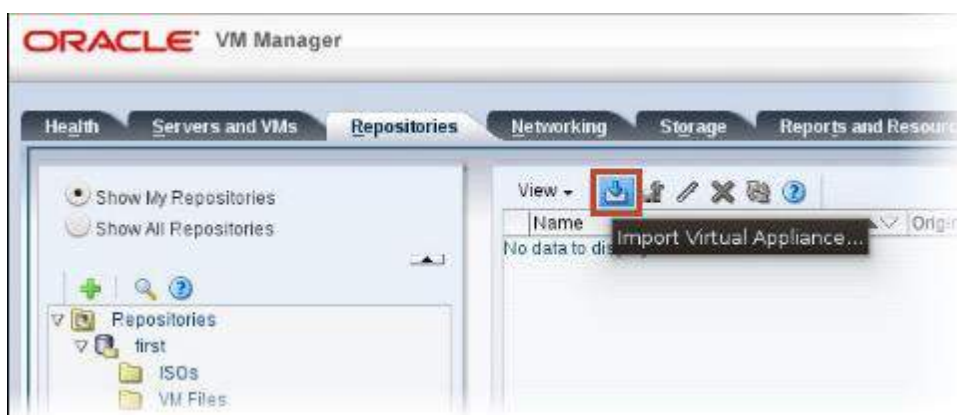 ORACLE VM Manager
Health Servers and VMs Repositories Networking Storage Reports and Resourc
Show My Repositories
Show All Repositories
Repositories
first
ISOs
VM Files
View
Name Origin
Import Virtual Appliance...
No data to dis